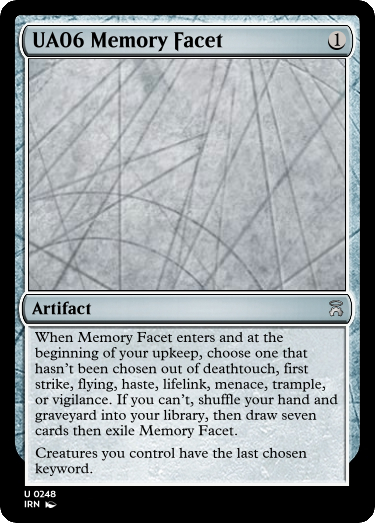 UA06 Memory Facet
1
Artifact
When Memory Facet enters and at the
beginning of your upkeep, choose one that
hasn't been chosen out of deathtouch, first
strike, flying, haste, lifelink, menace, trample,
or vigilance. If you can't, shuffle your hand and
graveyard into your library, then draw seven
cards then exile Memory Facet.
Creatures you control have the last chosen
keyword.
U 0248
IRN